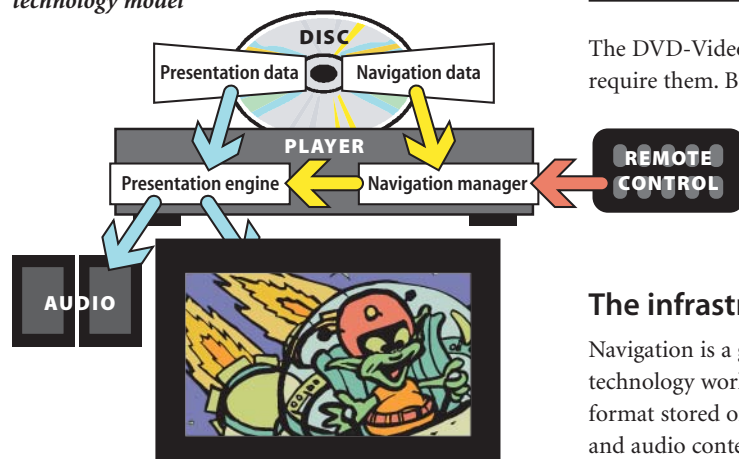 technology model
DISC
Presentation data
Navigation data
PLAYER
Presentation engine
Navigation manager
REMOTE
CONTROL
AUDIO
The DVD-Video
require them. B
The infrastr
Navigation is a
technology work
format stored o
and audio conte